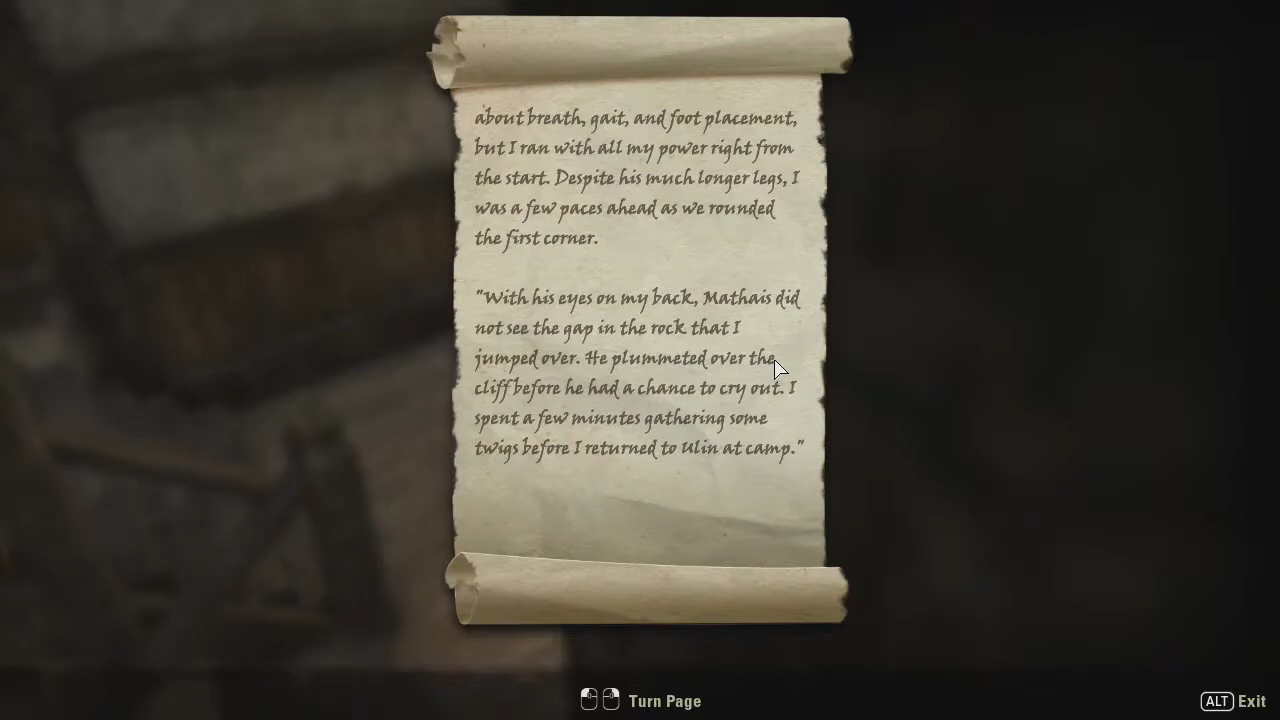 about breath, gait, and foot placement,
but I ran with all my power right from
the start. Despite his much longer legs, I
was a few paces ahead as we rounded
the first corner.
"With his eyes on my back, Mathais did
not see the gap in the rock that I
jumped over. He plummeted over the
cliff before he had a chance to cry out. I
spent a few minutes gathering some
twigs before I returned to Ulin at camp."
Turn Page
ALT Exit